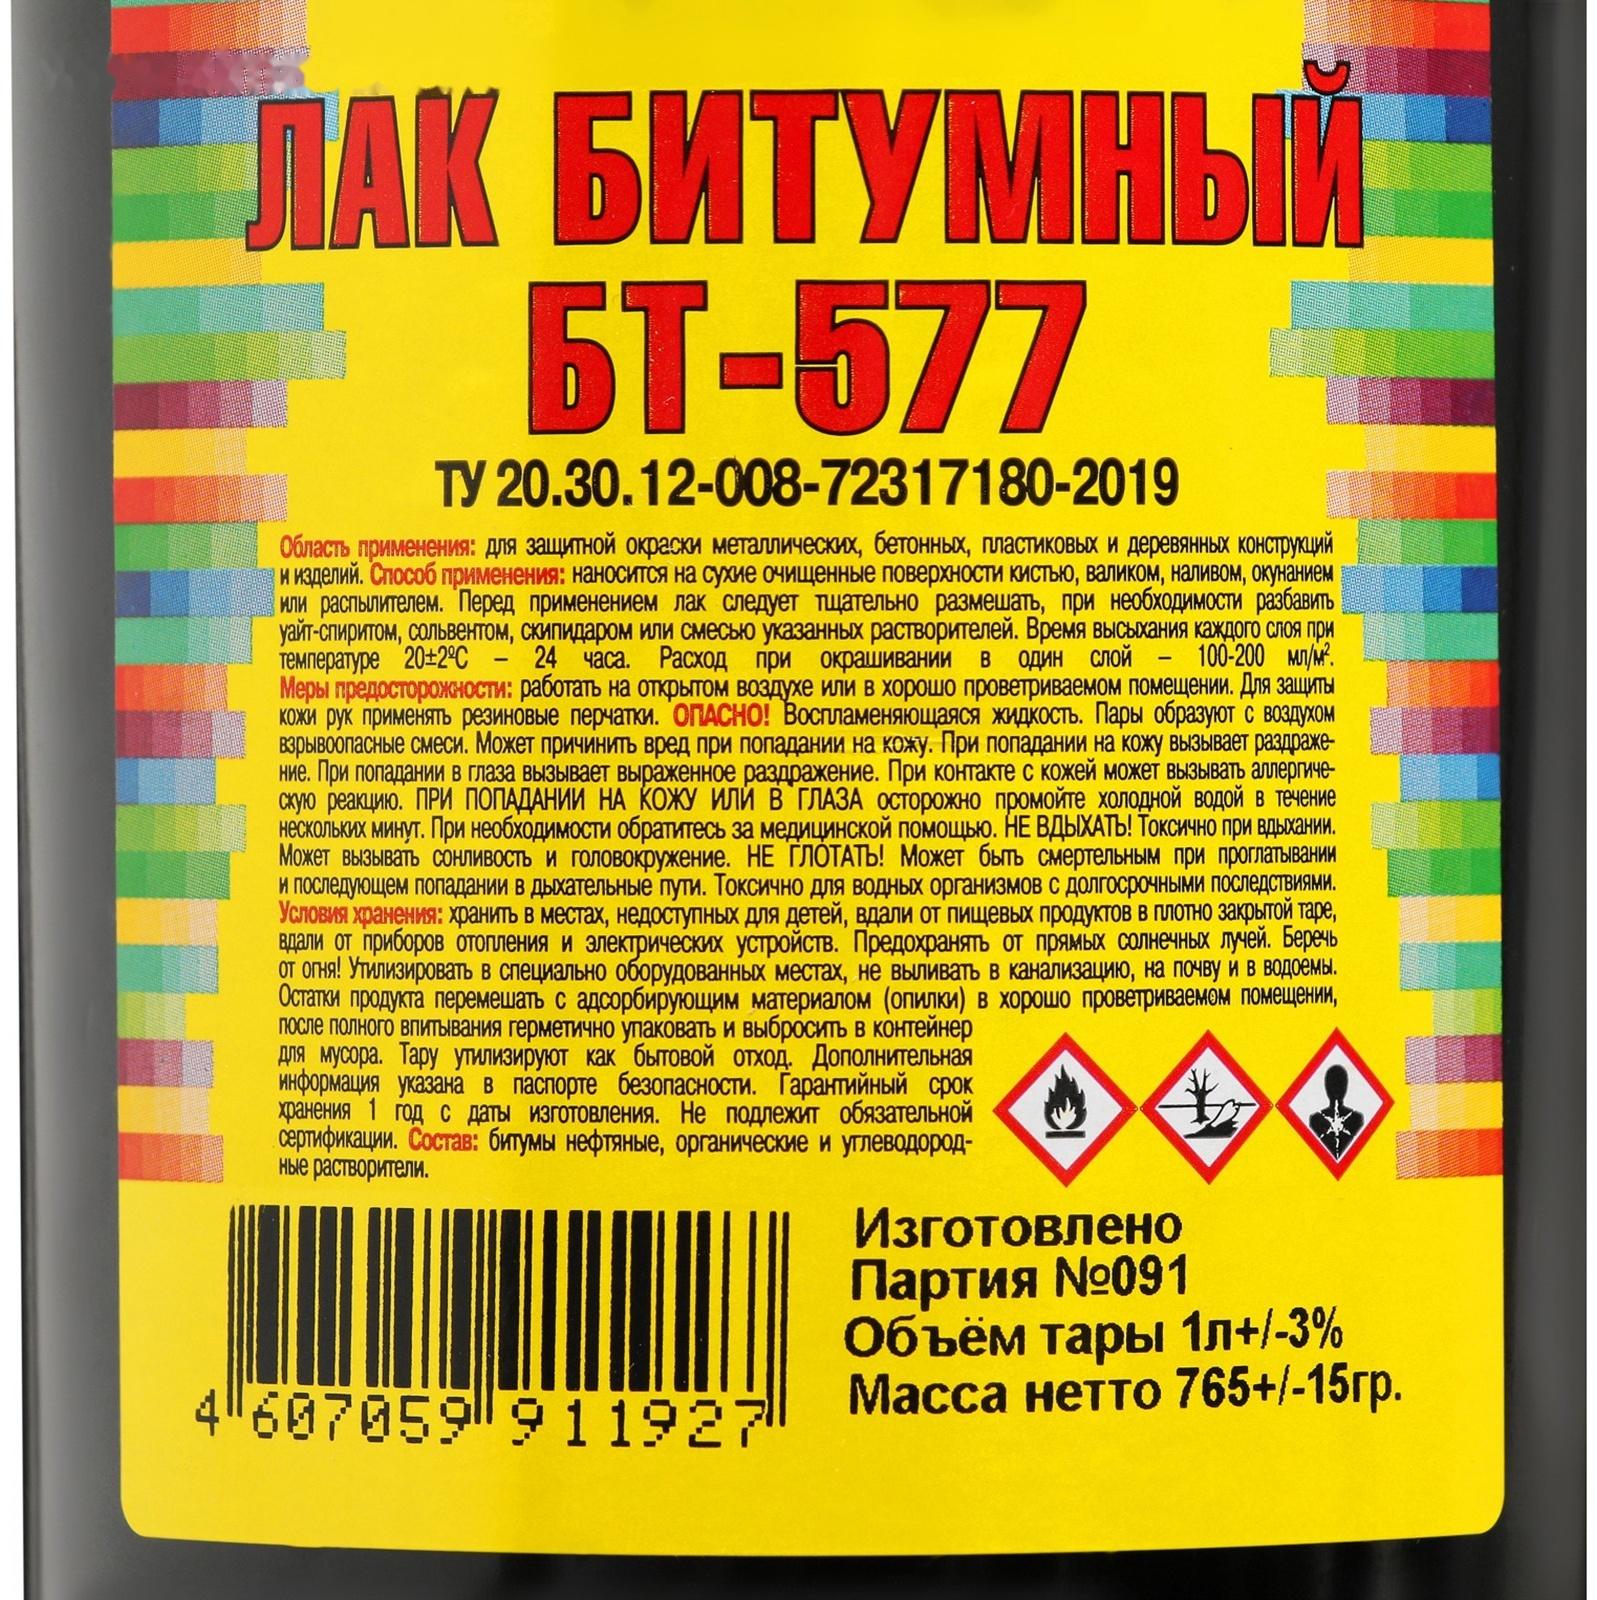 ЛАК БИТУМНЫЙ
БТ-577
ТУ 20.30.12-008-72317180-2019
Область применения: для защитной окраски металлических, бетонных, пластиковых и деревянных конструкций
и изделий. Способ применения: наносится на сухие очищенные поверхности кистью, валиком, наливом, окунанием
или распылителем. Перед применением лак следует тщательно размешать, при необходимости разбавить
уайт-спиритом, сольвентом, скипидаром или смесью указанных растворителей. Время высыхания каждого слоя при
температуре 20±2ºС – 24 часа. Расход при окрашивании в один слой – 100-200 мл/м².
Меры предосторожности: работать на открытом воздухе или в хорошо проветриваемом помещении. Для защиты
кожи рук применять резиновые перчатки. ОПАСНО! Воспламеняющаяся жидкость. Пары образуют с воздухом
взрывоопасные смеси. Может причинить вред при попадании на кожу. При попадании на кожу вызывает раздраже-
ние. При попадании в глаза вызывает выраженное раздражение. При контакте с кожей может вызывать аллергиче-
скую реакцию. ПРИ ПОПАДАНИИ НА КОЖУ ИЛИ В ГЛАЗА осторожно промойте холодной водой в течение
нескольких минут. При необходимости обратитесь за медицинской помощью. НЕ ВДЫХАТЬ! Токсично при вдыхании.
Может вызывать сонливость и головокружение. НЕ ГЛОТАТЬ! Может быть смертельным при проглатывании
и последующем попадании в дыхательные пути. Токсично для водных организмов с долгосрочными последствиями.
Условия хранения: хранить в местах, недоступных для детей, вдали от пищевых продуктов в плотно закрытой таре,
вдали от приборов отопления и электрических устройств. Предохранять от прямых солнечных лучей. Беречь
от огня! Утилизировать в специально оборудованных местах, не выливать в канализацию, на почву и в водоемы.
Остатки продукта перемешать с адсорбирующим материалом (опилки) в хорошо проветриваемом помещении,
после полного впитывания герметично упаковать и выбросить в контейнер
для мусора. Тару утилизируют как бытовой отход. Дополнительная
информация указана в паспорте безопасности. Гарантийный срок
хранения 1 год с даты изготовления. Не подлежит обязательной
сертификации. Состав: битумы нефтяные, органические и углеводород-
ные растворители.
Изготовлено
Партия №091
Объём тары 1л+/-3%
Масса нетто 765+/-15гр.
4 607059 911927